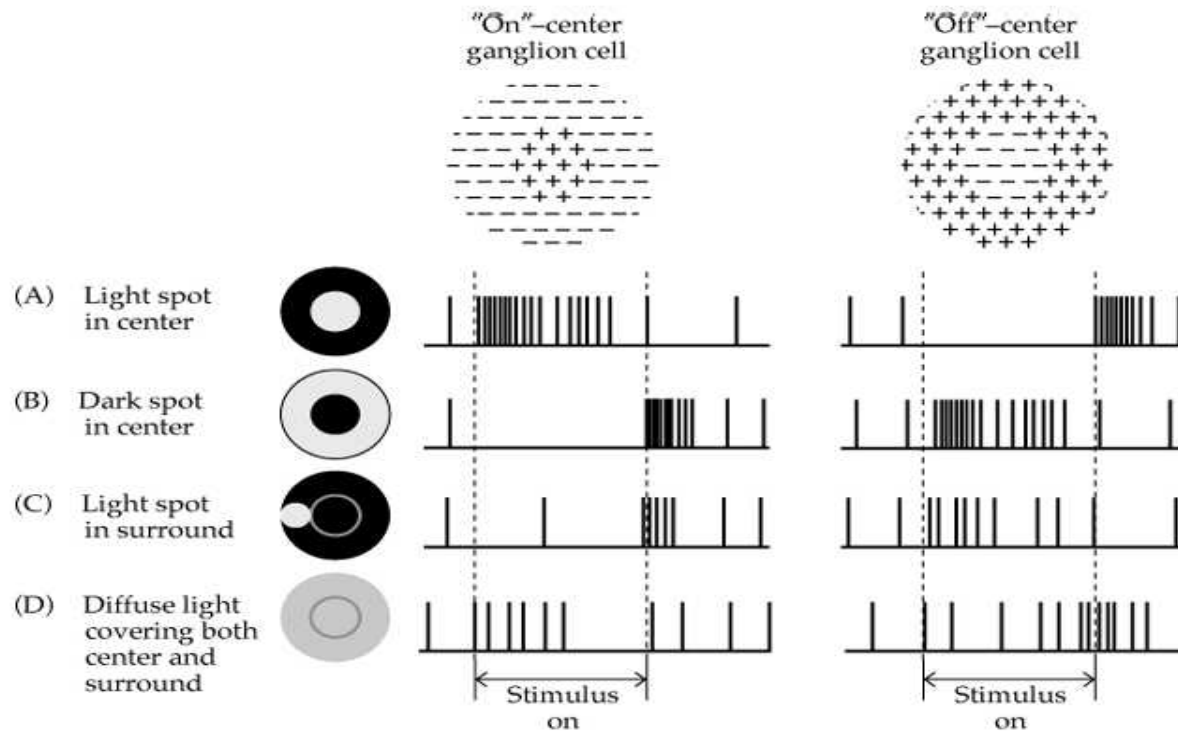 "On"–center
ganglion cell
"Off"–center
ganglion cell
(A) Light spot
in center
(B) Dark spot
in center
(C) Light spot
in surround
(D) Diffuse light
covering both
center and
surround
Stimulus
on
Stimulus
on